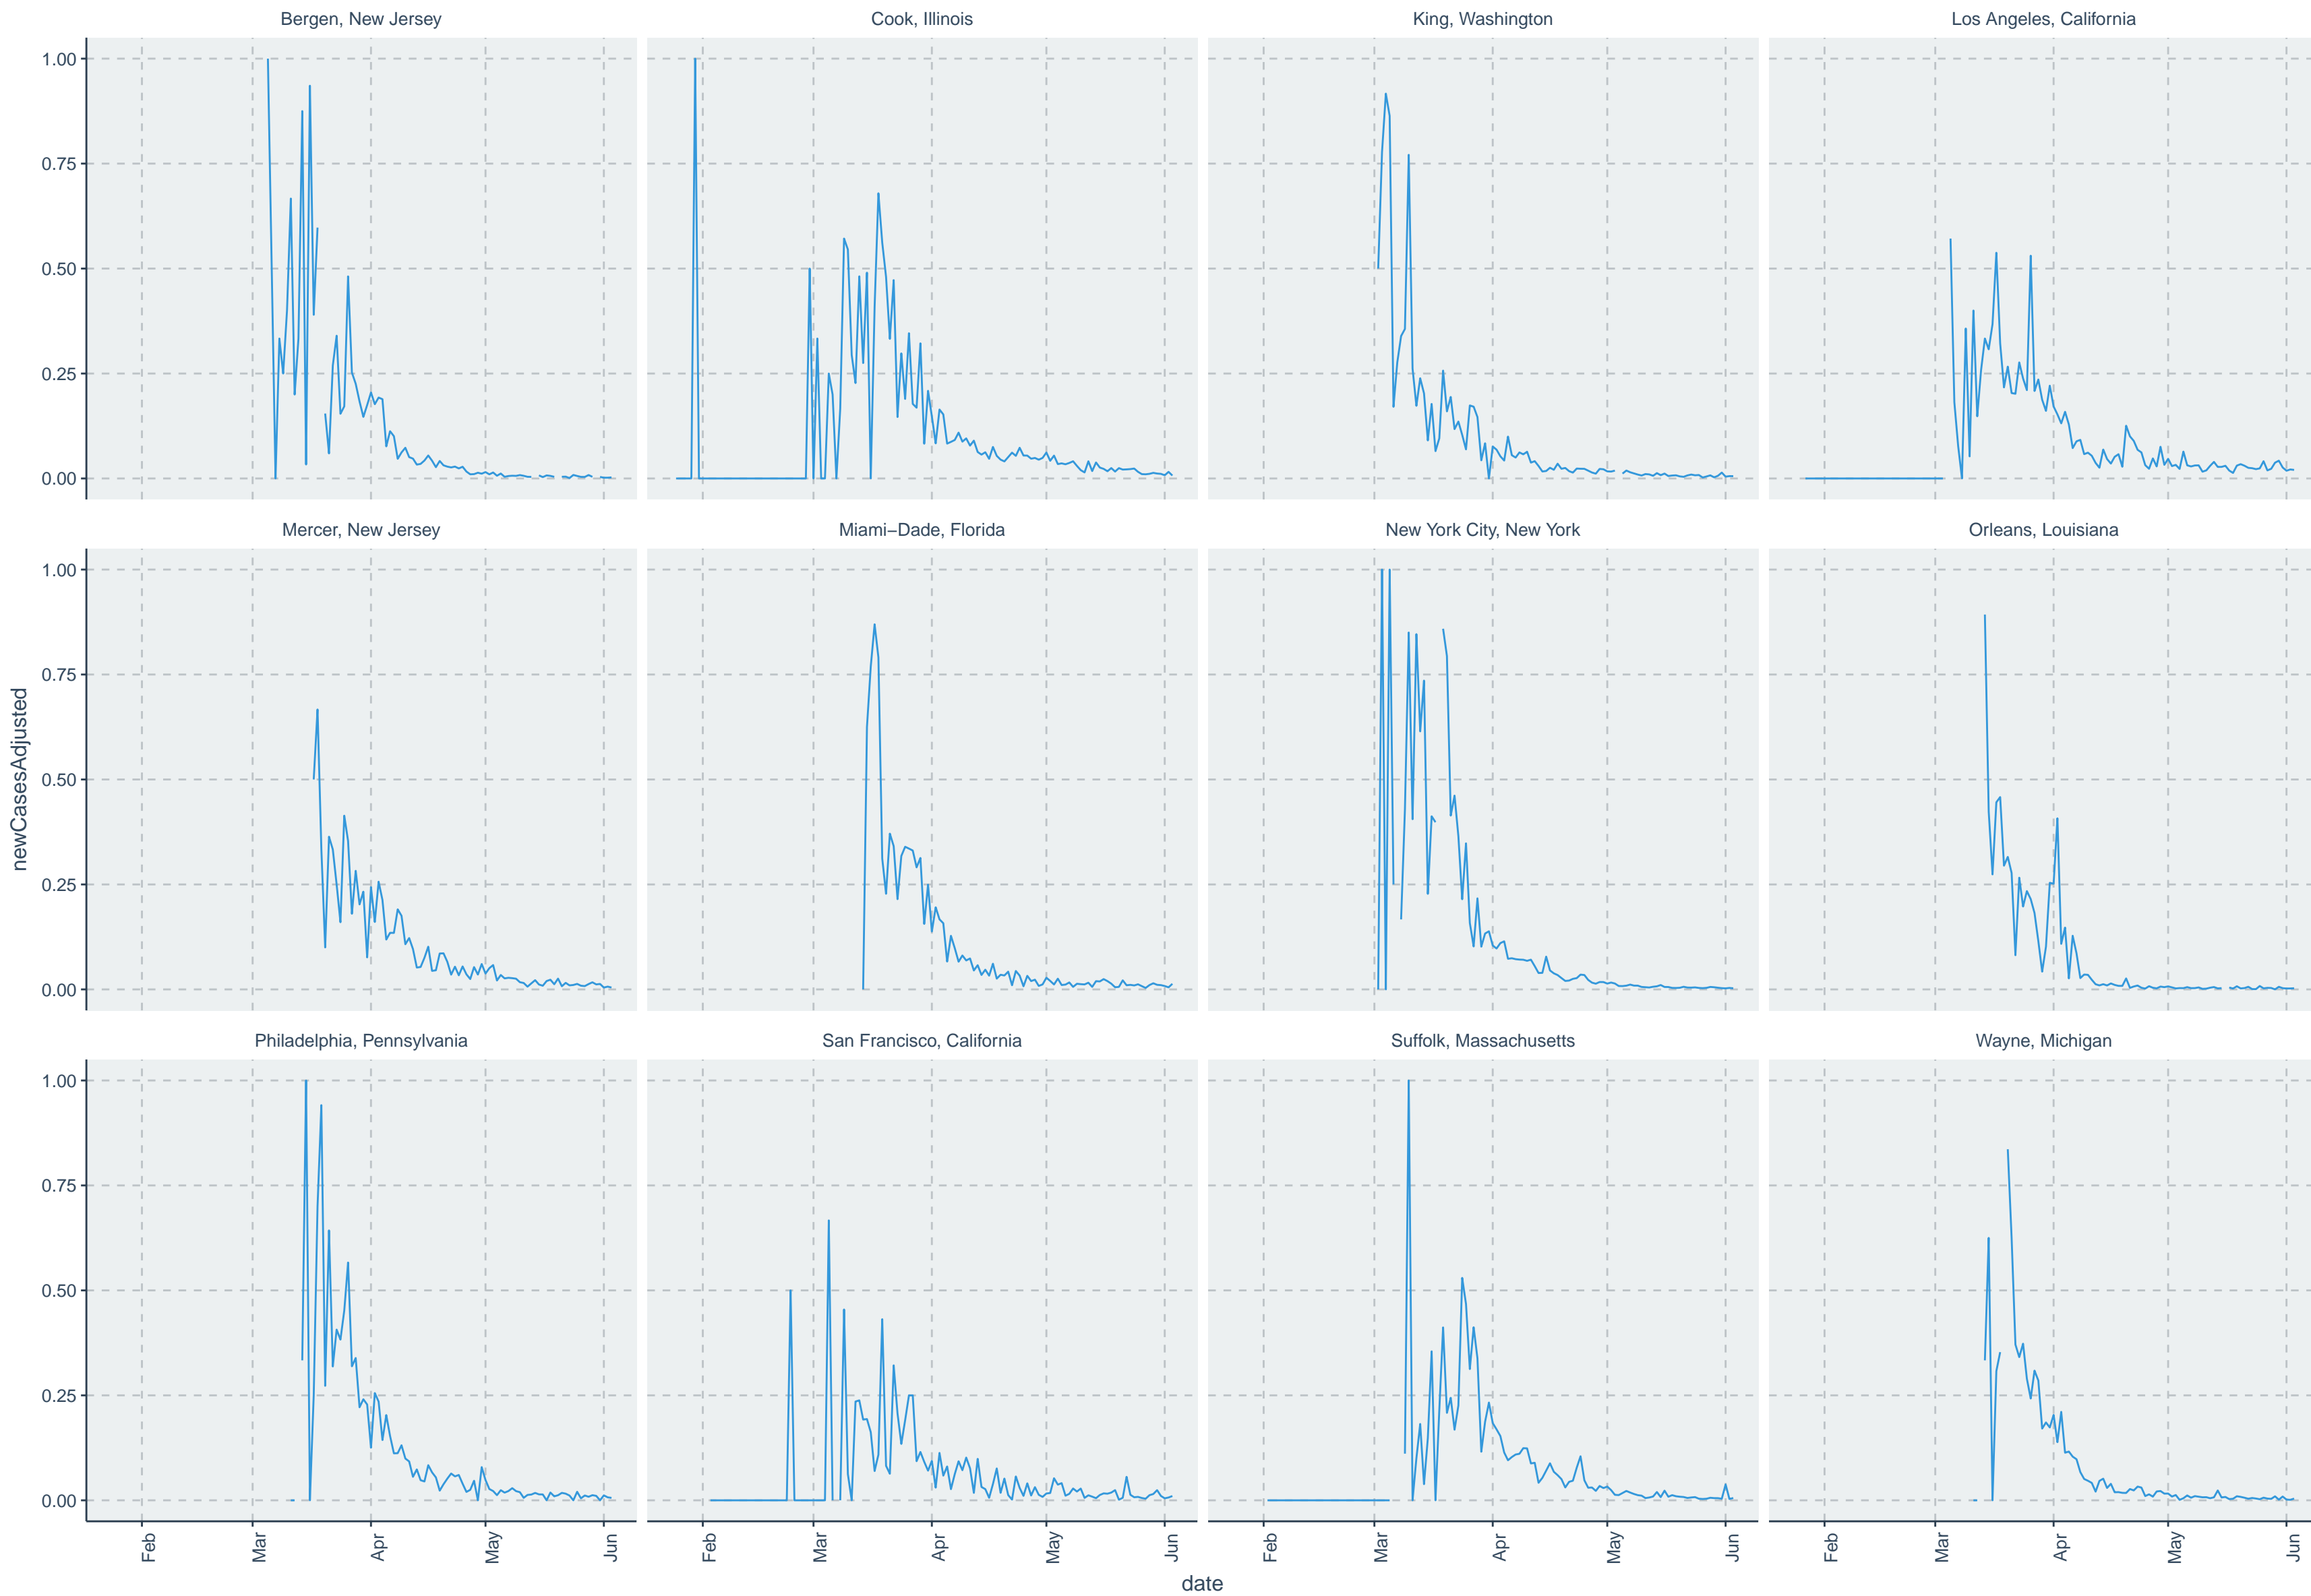 Bergen, New Jersey
Cook, Illinois
King, Washington
Los Angeles, California
1.00
0.75
0.50
0.25
0.00
Mercer, New Jersey
Miami−Dade, Florida
New York City, New York
Orleans, Louisiana
1.00
0.75
0.50
0.25
0.00
newCasesAdjusted
Philadelphia, Pennsylvania
San Francisco, California
Suffolk, Massachusetts
Wayne, Michigan
1.00
0.75
0.50
0.25
0.00
Feb
Mar
Apr
May
Jun
Feb
Mar
Apr
May
Jun
Feb
Mar
Apr
May
Jun
Feb
Mar
Apr
May
Jun
date